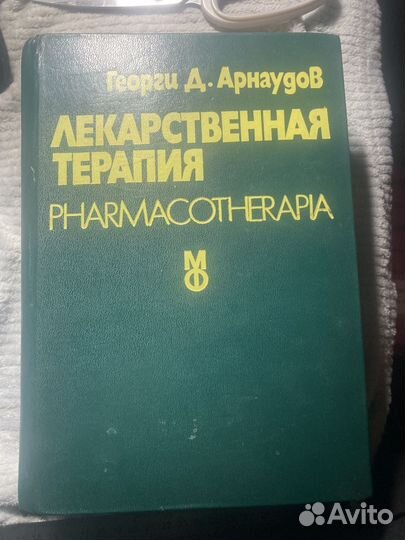 Георги Д. Арнаудов
ЛЕКАРСТВЕННАЯ
ТЕРАПИЯ
PHARMACOTHERAPIA
МФ
Avito